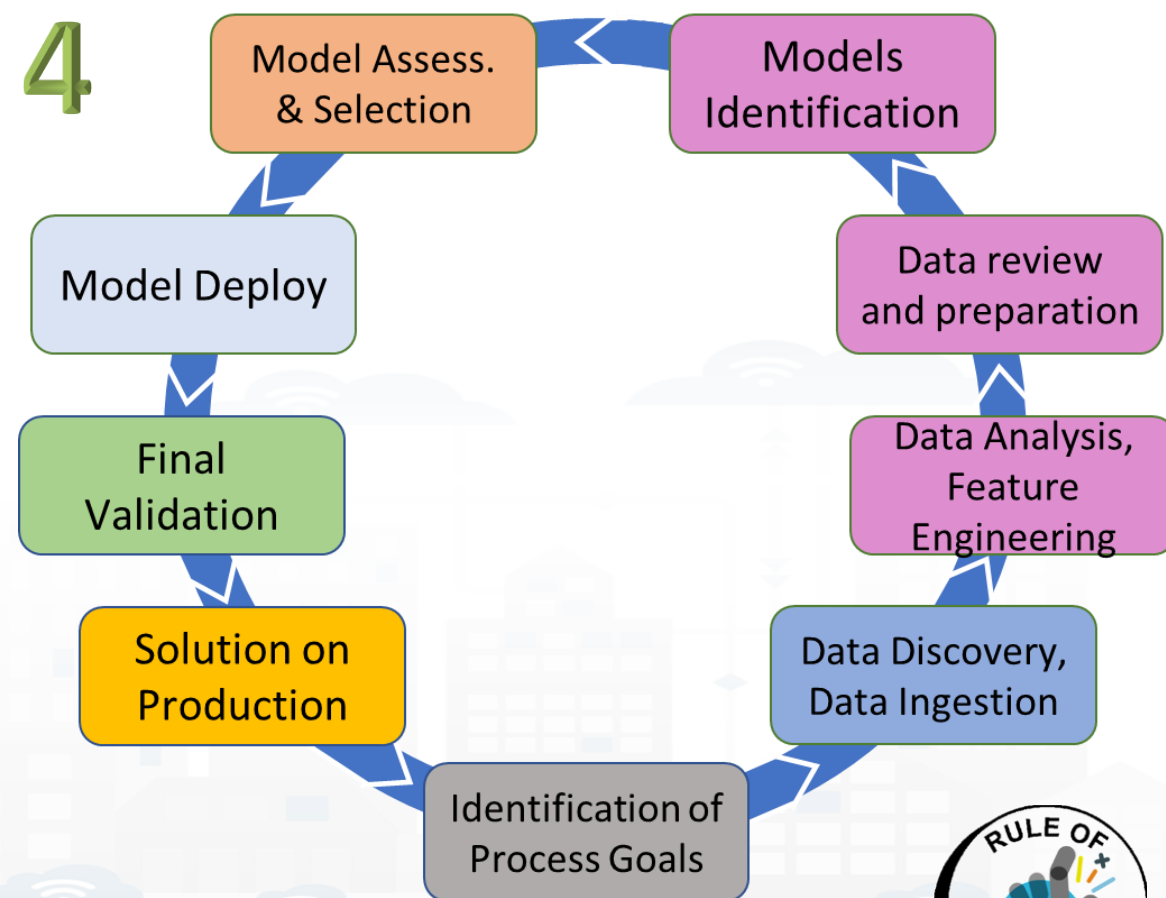 4
Model Assess.
& Selection
Models
Identification
Model Deploy
Data review
and preparation
Final
Validation
Data Analysis,
Feature
Engineering
Solution on
Production
Data Discovery,
Data Ingestion
Identification of
Process Goals
RULE OF